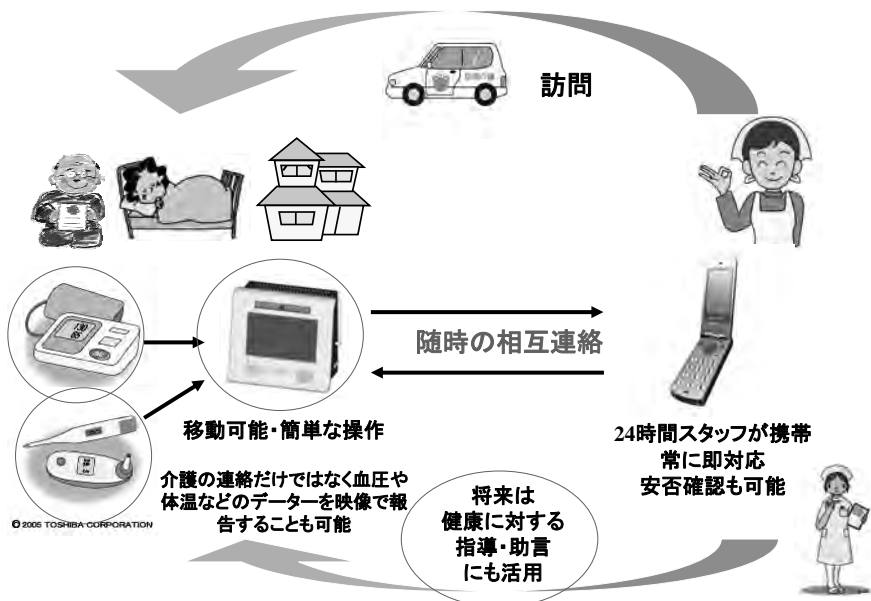 訪問
130
85
随時の相互連絡
移動可能・簡単な操作
24時間スタッフが携帯
常に即対応
安否確認も可能
介護の連絡だけではなく血圧や
体温などのデーターを映像で報
告することも可能
将来は
健康に対する
指導・助言
にも活用
© 2005 TOSHIBA CORPORATION